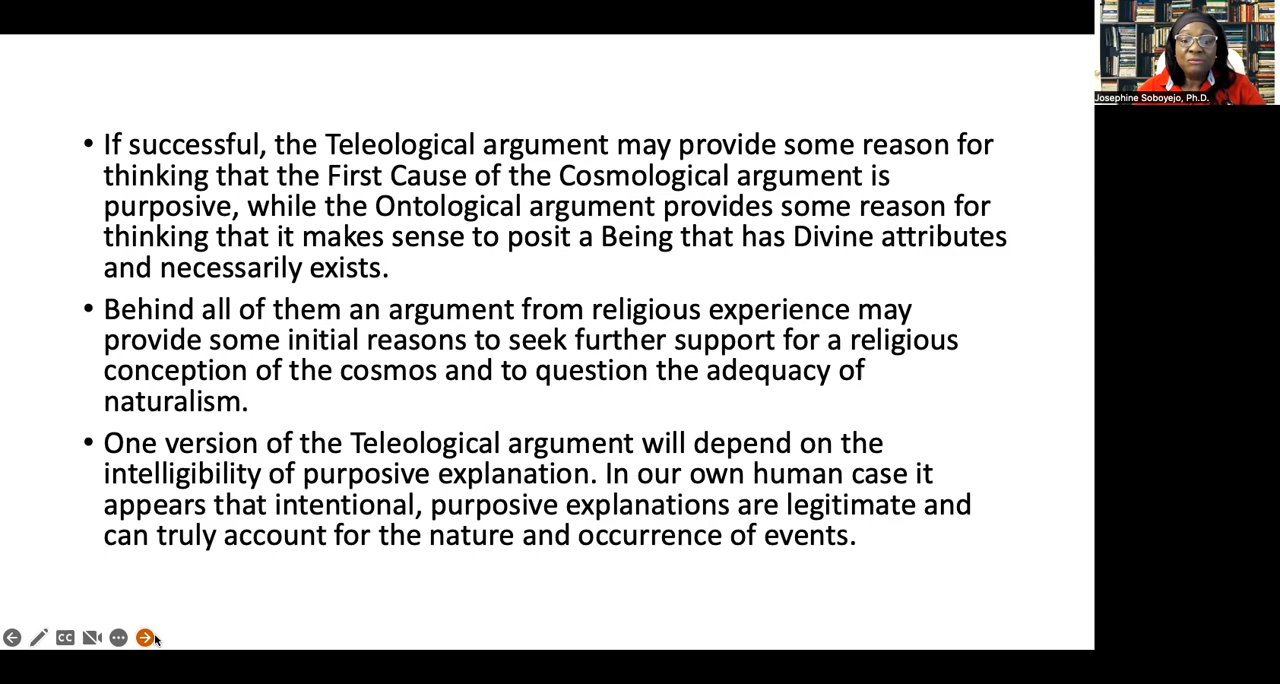 • If successful, the Teleological argument may provide some reason for
thinking that the First Cause of the Cosmological argument is
purposive, while the Ontological argument provides some reason for
thinking that it makes sense to posit a Being that has Divine attributes
and necessarily exists.
• Behind all of them an argument from religious experience may
provide some initial reasons to seek further support for a religious
conception of the cosmos and to question the adequacy of
naturalism.
• One version of the Teleological argument will depend on the
intelligibility of purposive explanation. In our own human case it
appears that intentional, purposive explanations are legitimate and
can truly account for the nature and occurrence of events.
Josephine Soboyejo, Ph.D.
CC